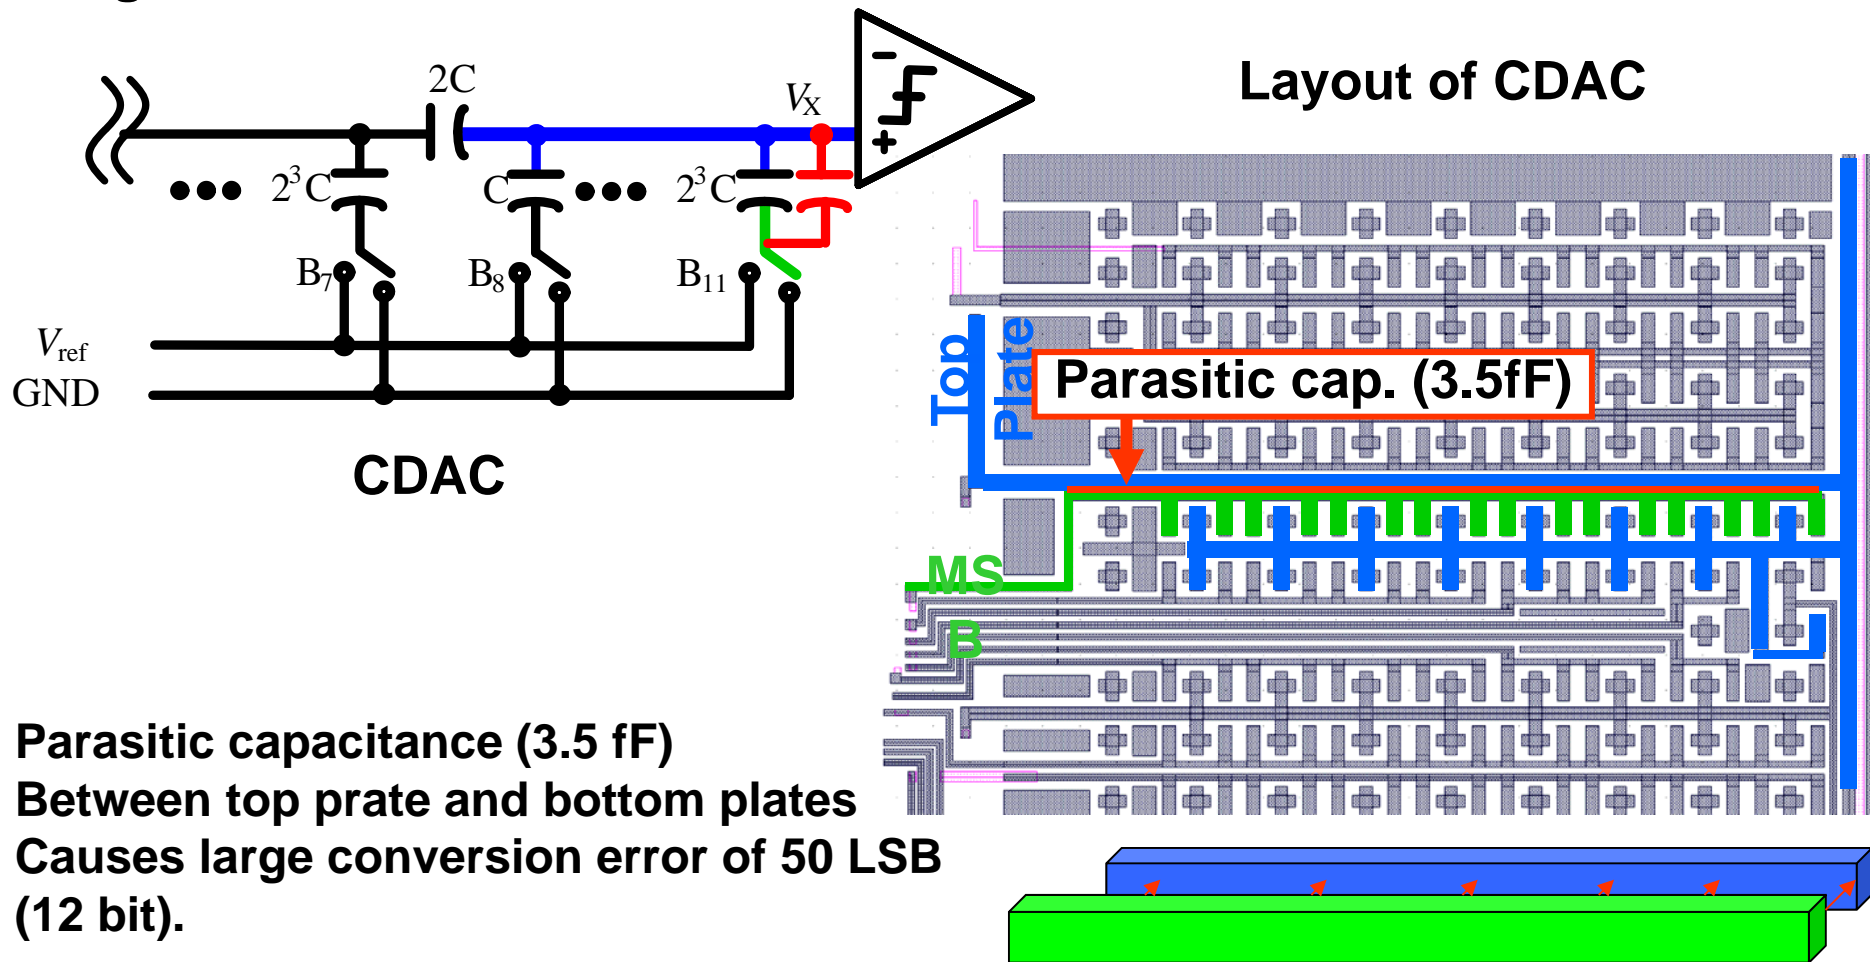 2C
V_X
Layout of CDAC
••• 2³C
C ••• 2³C
B₇
B₈
B₁₁
V_ref
GND
CDAC
Top
Plate
Parasitic cap. (3.5fF)
MS
B
Parasitic capacitance (3.5 fF)
Between top prate and bottom plates
Causes large conversion error of 50 LSB
(12 bit).